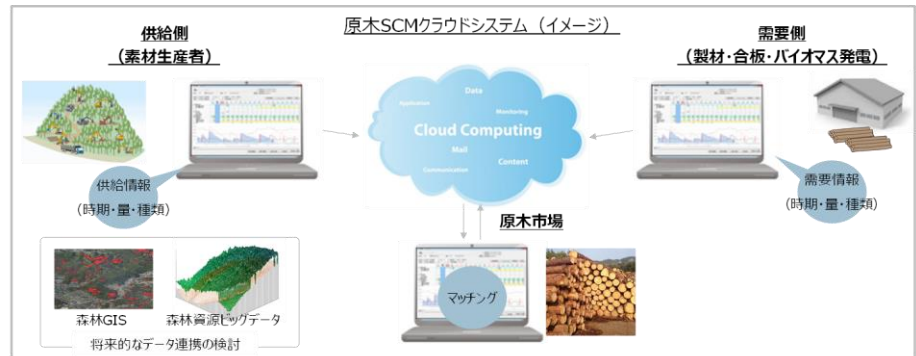 原木SCMクラウドシステム（イメージ）
供給側
（素材生産者）
需要側
（製材・合板・バイオマス発電）
Data
Application
Monitoring
Cloud Computing
Mail
Content
Communication
供給情報
（時期・量・種類）
需要情報
（時期・量・種類）
原木市場
マッチング
森林GIS
森林資源ビッグデータ
将来的なデータ連携の検討